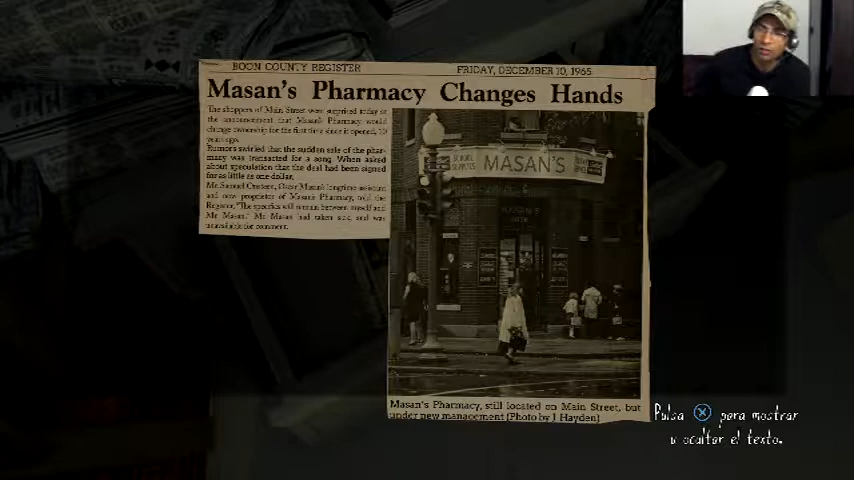 BOON COUNTY REGISTER
FRIDAY, DECEMBER 10, 1965
Masan's Pharmacy Changes Hands
The shoppers of Main Street were surprised today at
the announcement that Masan's Pharmacy would
change ownership for the first time since it opened, 10
years ago.
Rumors swirled that the sudden sale of the phar-
macy was transacted for a song. When asked
about speculation that the deal had been signed
for as little as one dollar,
Mr. Samuel Onsteen, Oscar Masan's longtime assistant
and now proprietor of Masan's Pharmacy, told the
Register, "The specifics will remain between myself and
Mr. Masan." Mr. Masan had taken sick, and was
unavailable for comment.
MASAN'S
Masan's Pharmacy, still located on Main Street, but
under new management (Photo by J Hayden)
Pulsa para mostrar
u ocultar el texto.